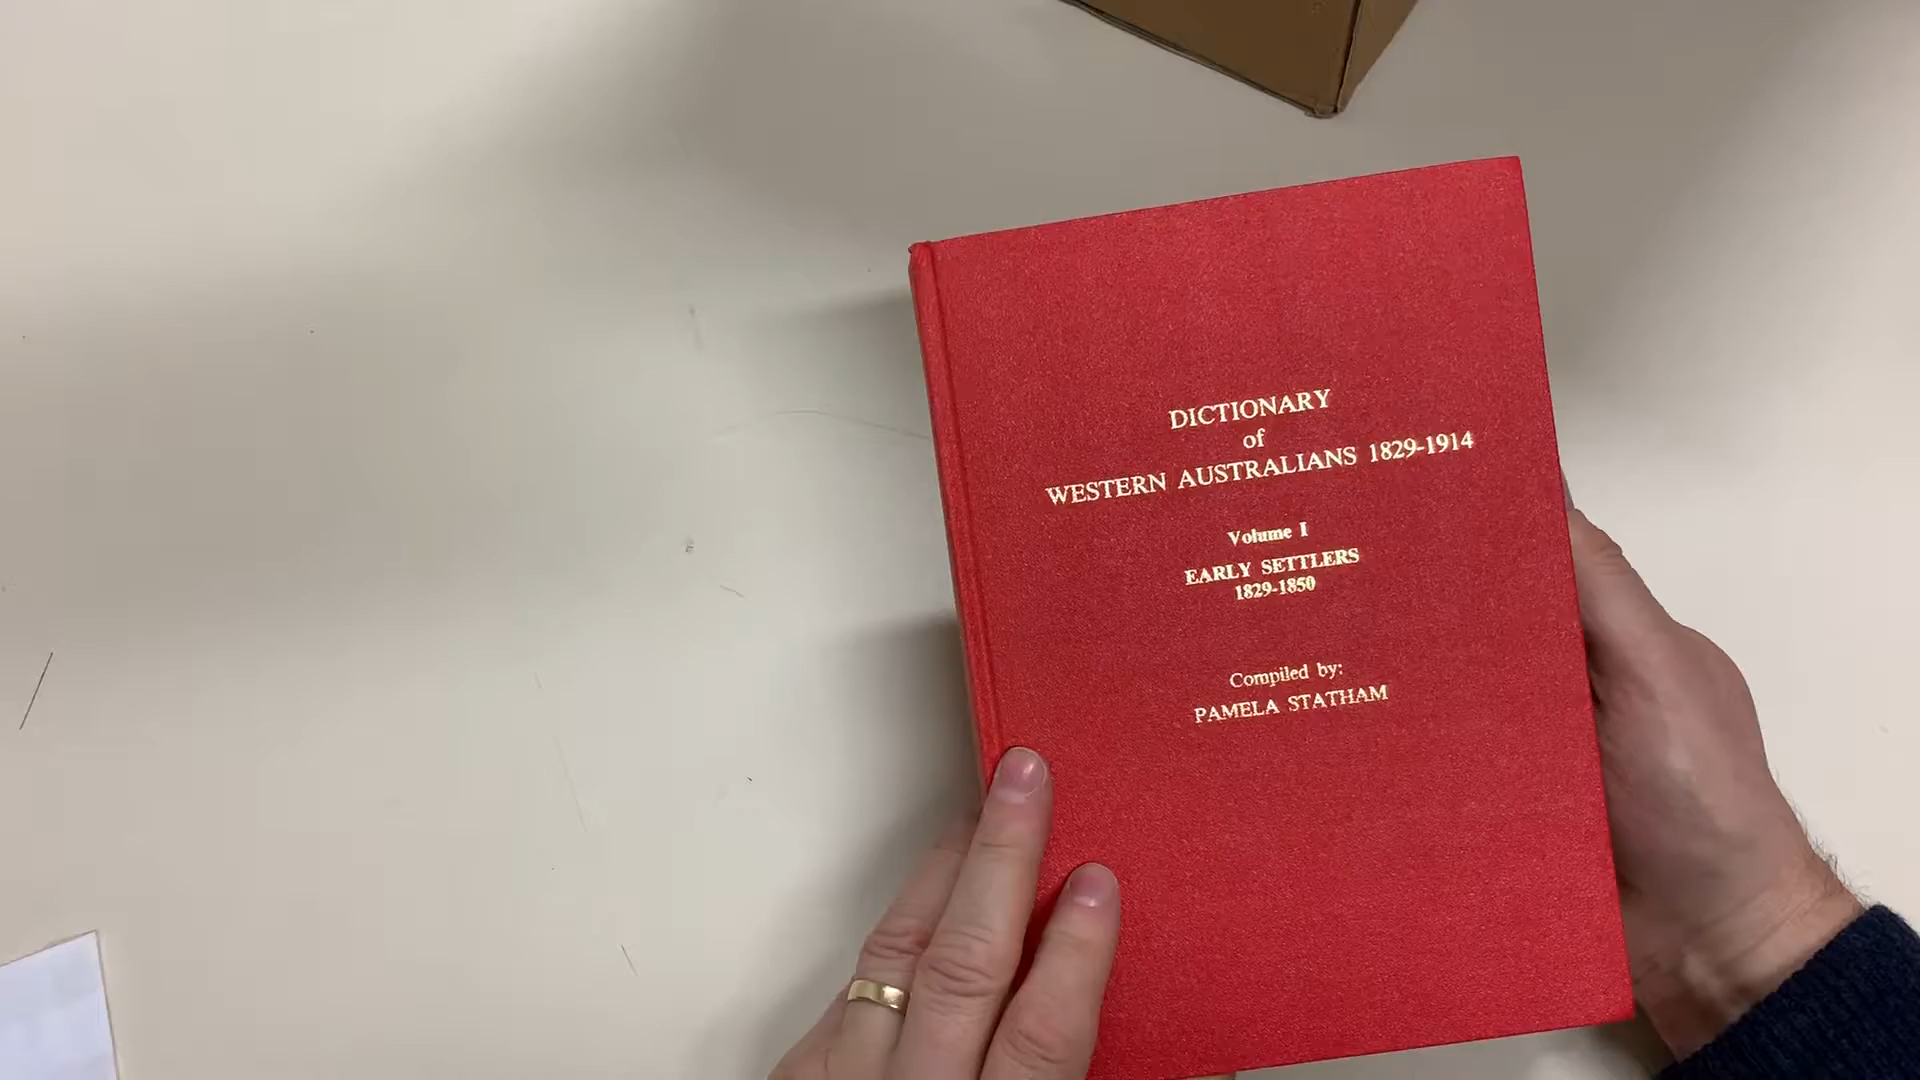 DICTIONARY
of
WESTERN AUSTRALIANS 1829-1914
Volume I
EARLY SETTLERS
1829-1850
Compiled by:
PAMELA STATHAM